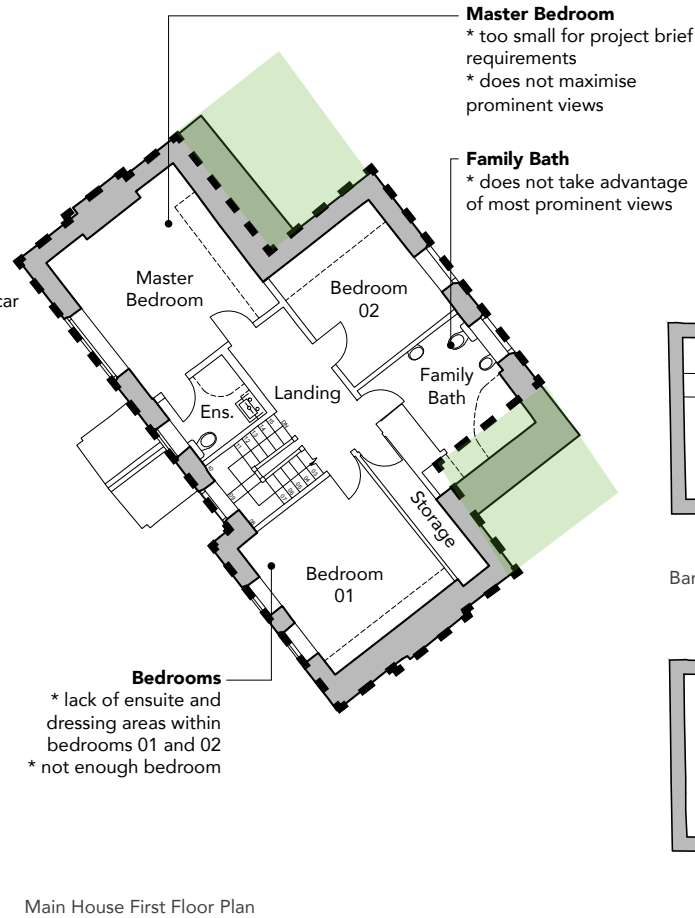 Master Bedroom
* too small for project brief
requirements
* does not maximise
prominent views
Family Bath
* does not take advantage
of most prominent views
car
Master
Bedroom
Bedroom
02
Landing
Family
Bath
Ens.
Storage
Bedroom
01
Bedrooms
* lack of ensuite and
dressing areas within
bedrooms 01 and 02
* not enough bedroom
Bar
Main House First Floor Plan